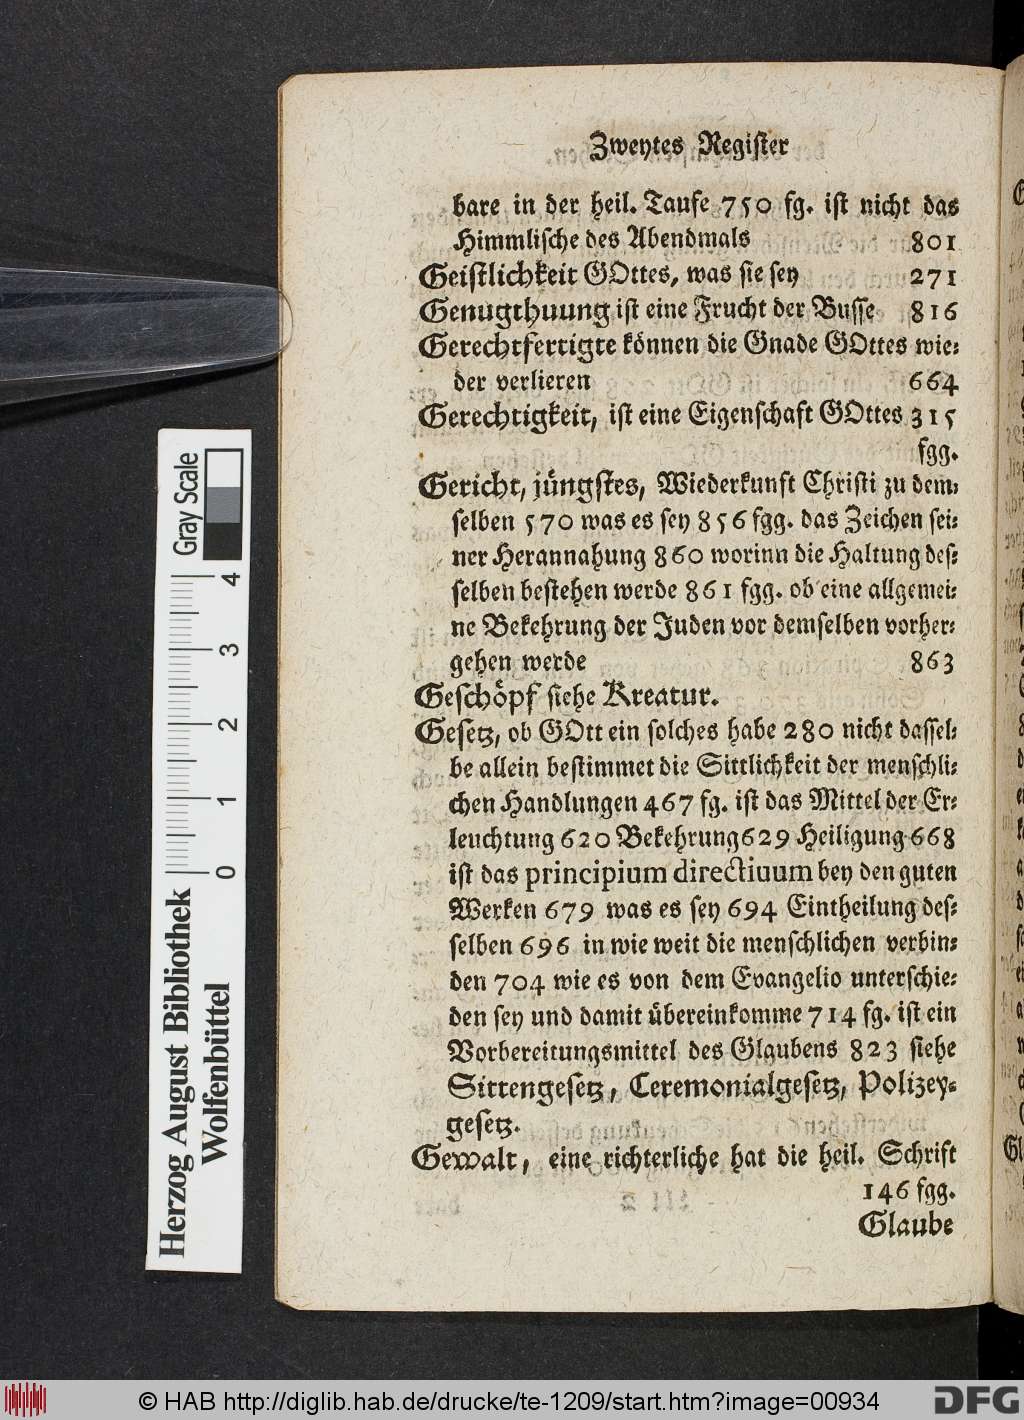 Zweytes Register
bare in der heil. Taufe 750 fg. ist nicht das
Himmlische des Abendmals 801
Geistlichkeit GOttes, was sie sey 271
Genugthuung ist eine Frucht der Busse 816
Gerechtfertigte können die Gnade GOttes wie:
der verlieren 664
Gerechtigkeit, ist eine Eigenschaft GOttes 315
fgg.
Gericht, jüngstes, Wiederkunft Christi zu dem:
selben 570 was es sey 856 fgg. das Zeichen sei:
ner Herannahung 860 worinn die Haltung des:
selben bestehen werde 861 fgg. ob eine allgemei:
ne Bekehrung der Juden vor demselben vorher:
gehen werde 863
Geschöpf siehe Kreatur.
Gesetz, ob GOtt ein solches habe 280 nicht dassel:
be allein bestimmet die Sittlichkeit der menschli:
chen Handlungen 467 fg. ist das Mittel der Er:
leuchtung 620 Bekehrung 629 Heiligung 668
ist das principium directiuum bey den guten
Werken 679 was es sey 694 Eintheilung des:
selben 696 in wie weit die menschlichen verbin:
den 704 wie es von dem Evangelio unterschie:
den sey und damit übereinkomme 714 fg. ist ein
Vorbereitungsmittel des Glaubens 823 siehe
Sittengesetz, Ceremonialgesetz, Polizey:
gesetz.
Gewalt, eine richterliche hat die heil. Schrift
146 fgg.
Glaube
Herzog August Bibliothek
Wolfenbüttel
0 1 2 3 4
Gray Scale
© HAB http://diglib.hab.de/drucke/te-1209/start.htm?image=00934
DFG